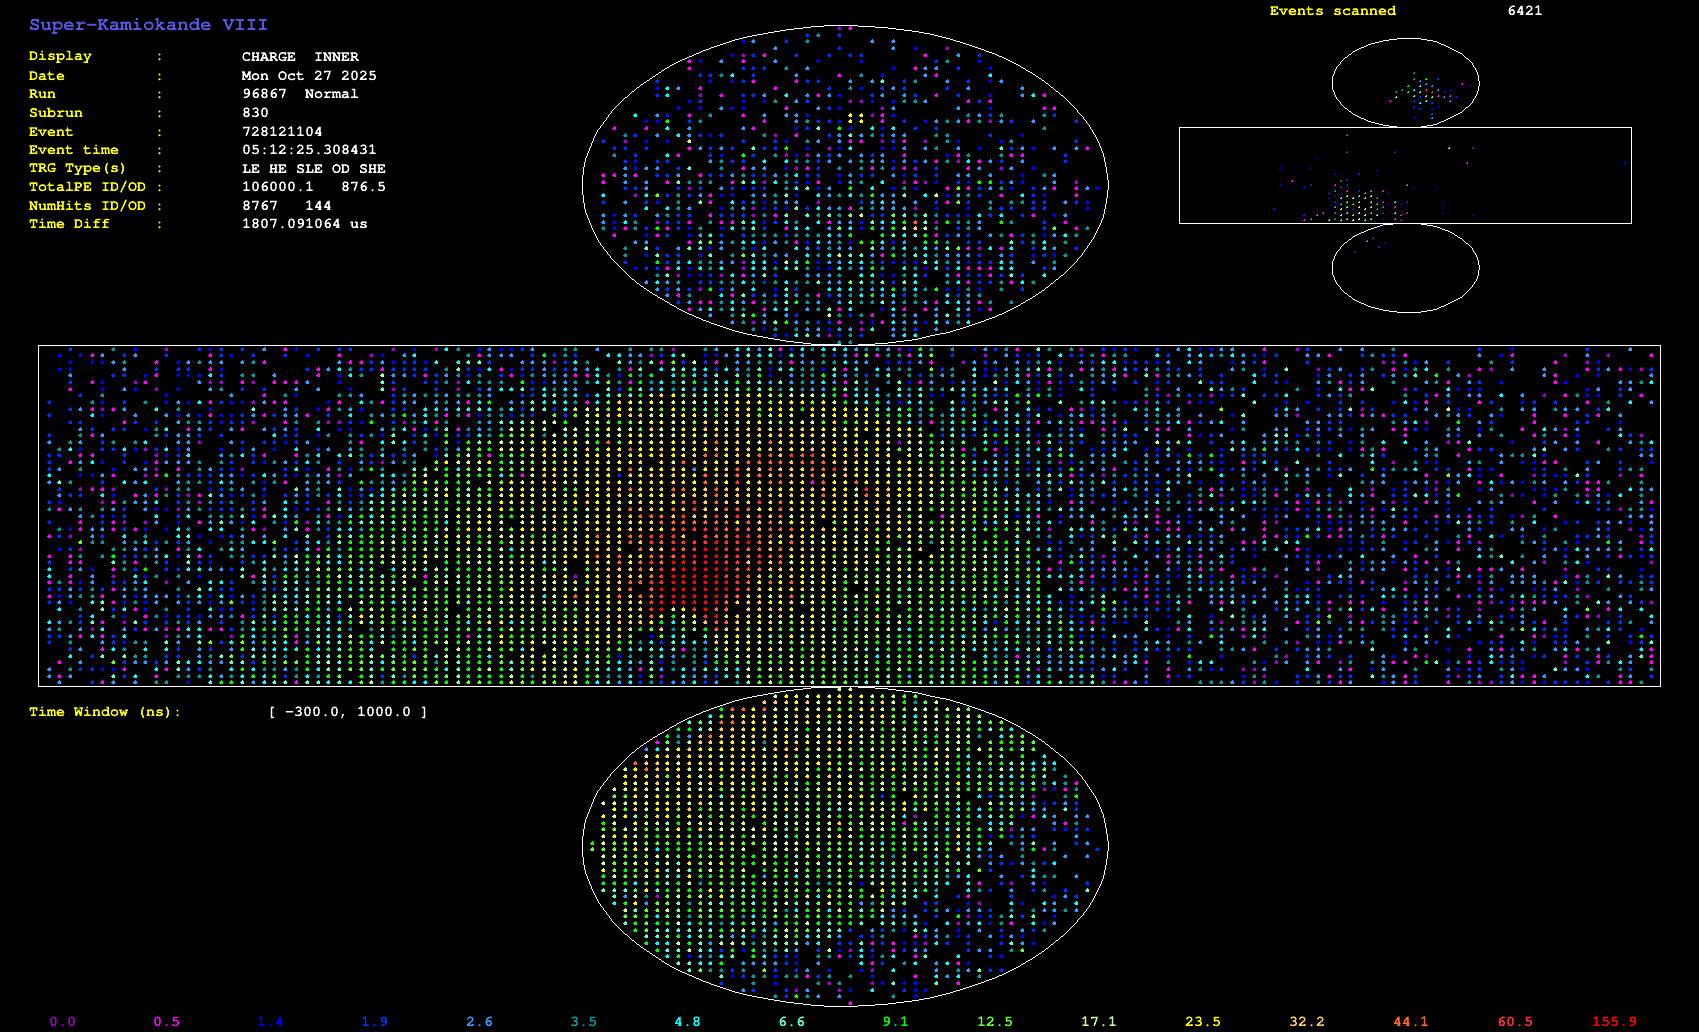 Super-Kamiokande VIII
Events scanned 6421
Display : CHARGE INNER
Date : Mon Oct 27 2025
Run : 96867 Normal
Subrun : 830
Event : 728121104
Event time : 05:12:25.308431
TRG Type(s) : LE HE SLE OD SHE
TotalPE ID/OD : 106000.1 876.5
NumHits ID/OD : 8767 144
Time Diff : 1807.091064 us
Time Window (ns): [ -300.0, 1000.0 ]
0.0 0.5 1.4 1.9 2.6 3.5 4.8 6.6 9.1 12.5 17.1 23.5 32.2 44.1 60.5 155.9